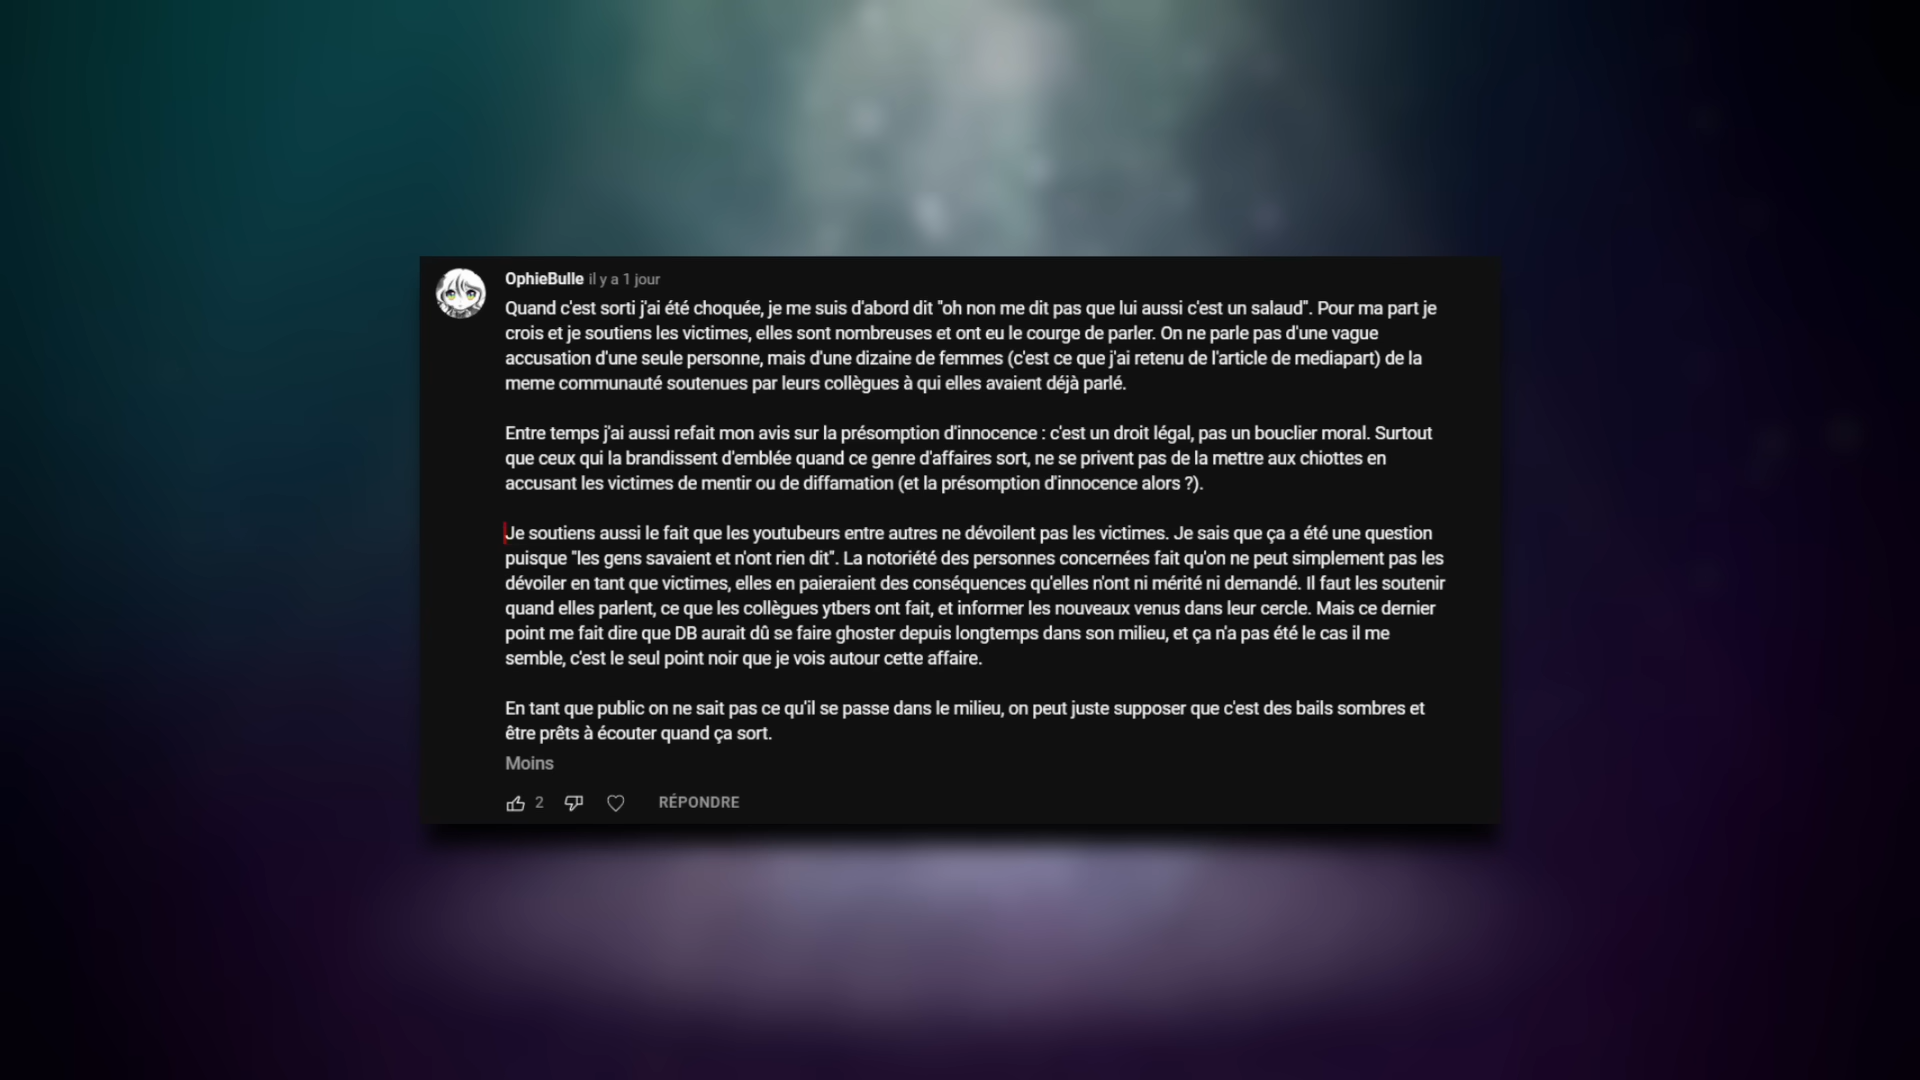 OphieBulle il y a 1 jour
Quand c'est sorti j'ai été choquée, je me suis d'abord dit "oh non me dit pas que lui aussi c'est un salaud". Pour ma part je
crois et je soutiens les victimes, elles sont nombreuses et ont eu le courge de parler. On ne parle pas d'une vague
accusation d'une seule personne, mais d'une dizaine de femmes (c'est ce que j'ai retenu de l'article de mediapart) de la
meme communauté soutenues par leurs collègues à qui elles avaient déjà parlé.
Entre temps j'ai aussi refait mon avis sur la présomption d'innocence : c'est un droit légal, pas un bouclier moral. Surtout
que ceux qui la brandissent d'emblée quand ce genre d'affaires sort, ne se privent pas de la mettre aux chiottes en
accusant les victimes de mentir ou de diffamation (et la présomption d'innocence alors ?).
Je soutiens aussi le fait que les youtubeurs entre autres ne dévoilent pas les victimes. Je sais que ça a été une question
puisque "les gens savaient et n'ont rien dit". La notoriété des personnes concernées fait qu'on ne peut simplement pas les
dévoiler en tant que victimes, elles en paieraient des conséquences qu'elles n'ont ni mérité ni demandé. Il faut les soutenir
quand elles parlent, ce que les collègues ytbers ont fait, et informer les nouveaux venus dans leur cercle. Mais ce dernier
point me fait dire que DB aurait dû se faire ghoster depuis longtemps dans son milieu, et ça n'a pas été le cas il me
semble, c'est le seul point noir que je vois autour cette affaire.
En tant que public on ne sait pas ce qu'il se passe dans le milieu, on peut juste supposer que c'est des bails sombres et
être prêts à écouter quand ça sort.
Moins
2 RÉPONDRE